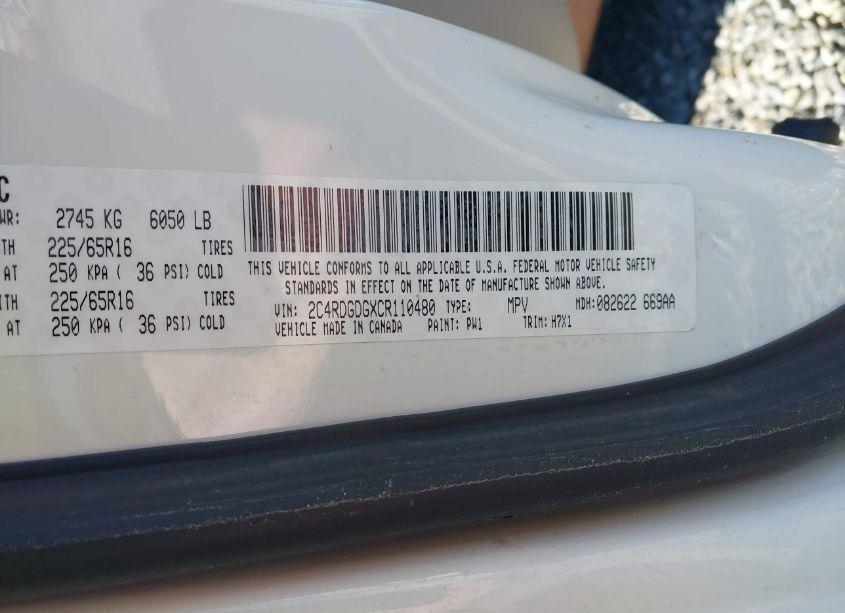 C
WR: 2745 KG 6050 LB
TH 225/65R16 TIRES
AT 250 KPA ( 36 PSI) COLD
ITH 225/65R16 TIRES
AT 250 KPA ( 36 PSI) COLD
THIS VEHICLE CONFORMS TO ALL APPLICABLE U.S.A. FEDERAL MOTOR VEHICLE SAFETY
STANDARDS IN EFFECT ON THE DATE OF MANUFACTURE SHOWN ABOVE.
VIN: 2C4RDGDGXCR110480 TYPE: MPV MDH:082622 669AA
VEHICLE MADE IN CANADA PAINT: PW1 TRIM: H7X1